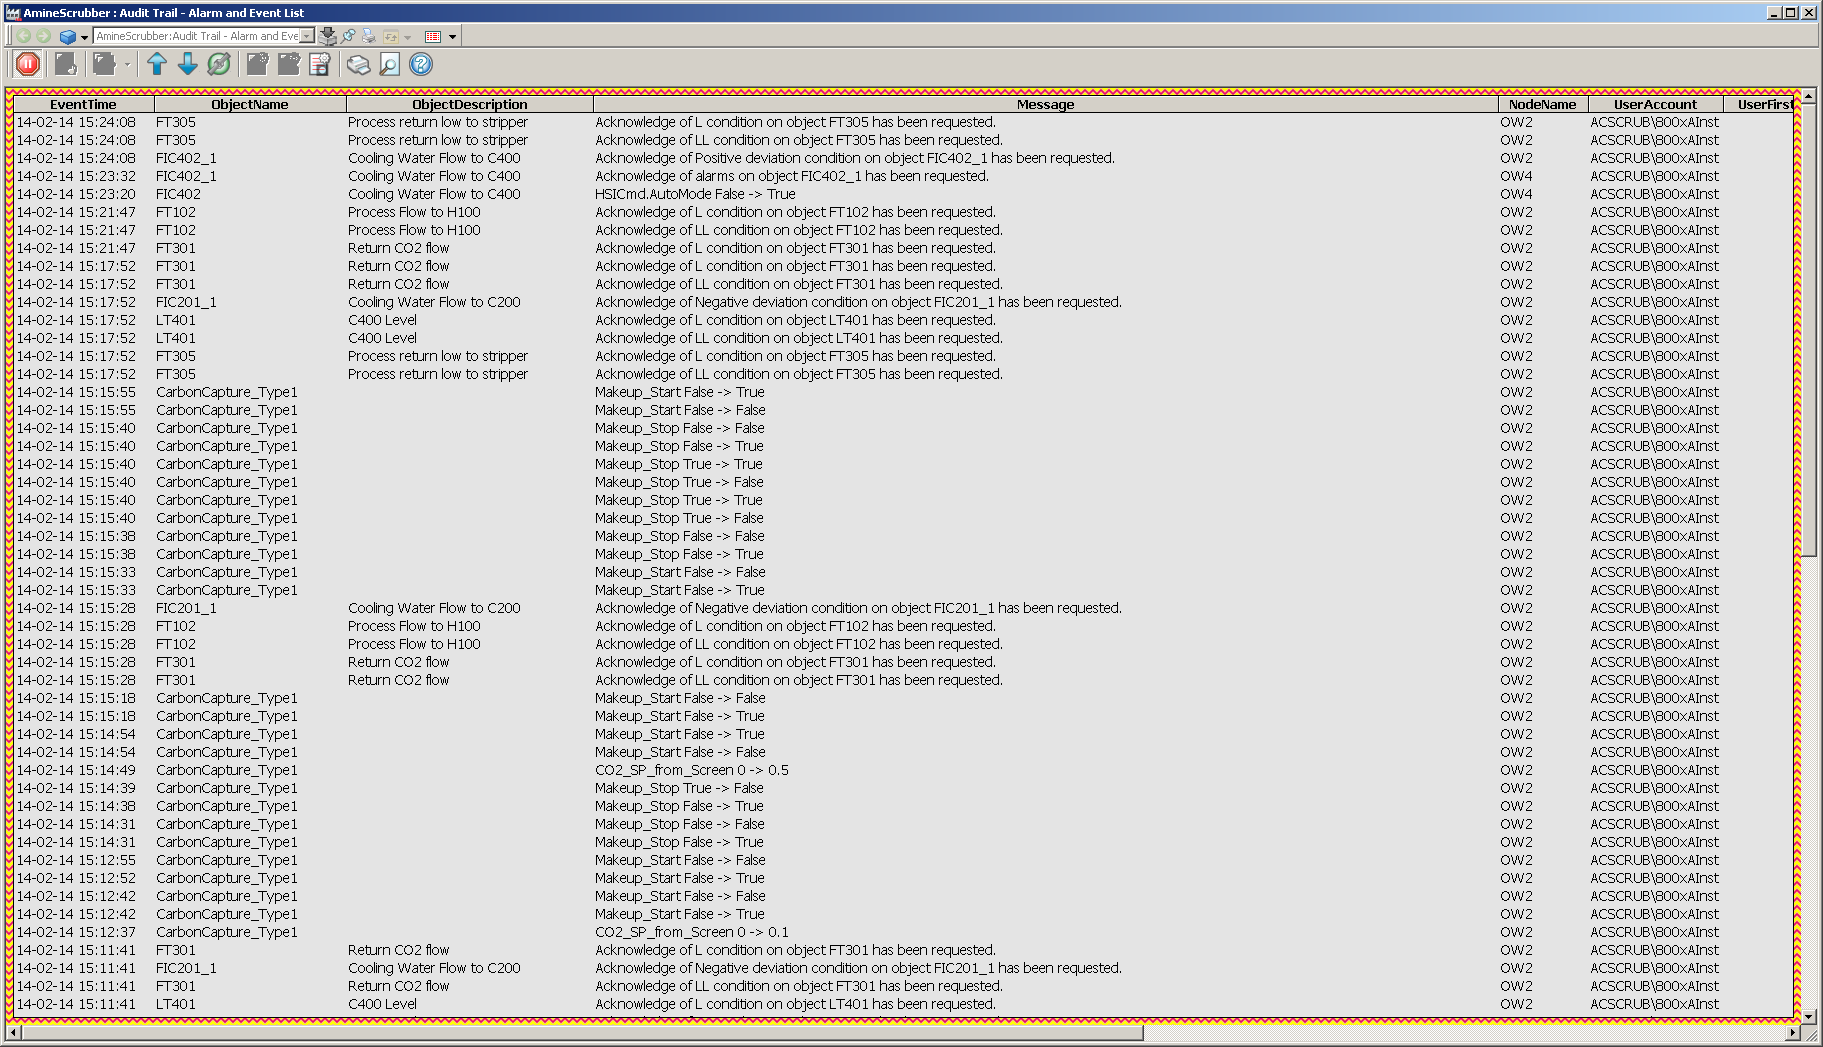 AmineScrubber : Audit Trail - Alarm and Event List
AmineScrubber:Audit Trail - Alarm and Eve
EventTime ObjectName ObjectDescription Message NodeName UserAccount UserFirst
14-02-14 15:24:08 FT305 Process return low to stripper Acknowledge of L condition on object FT305 has been requested. OW2 ACSCRUB\800xAInst
14-02-14 15:24:08 FT305 Process return low to stripper Acknowledge of LL condition on object FT305 has been requested. OW2 ACSCRUB\800xAInst
14-02-14 15:24:08 FIC402_1 Cooling Water Flow to C400 Acknowledge of Positive deviation condition on object FIC402_1 has been requested. OW2 ACSCRUB\800xAInst
14-02-14 15:23:32 FIC402_1 Cooling Water Flow to C400 Acknowledge of alarms on object FIC402_1 has been requested. OW4 ACSCRUB\800xAInst
14-02-14 15:23:20 FIC402 Cooling Water Flow to C400 HSICmd.AutoMode False -> True OW4 ACSCRUB\800xAInst
14-02-14 15:21:47 FT102 Process Flow to H100 Acknowledge of L condition on object FT102 has been requested. OW2 ACSCRUB\800xAInst
14-02-14 15:21:47 FT102 Process Flow to H100 Acknowledge of LL condition on object FT102 has been requested. OW2 ACSCRUB\800xAInst
14-02-14 15:21:47 FT301 Return CO2 flow Acknowledge of L condition on object FT301 has been requested. OW2 ACSCRUB\800xAInst
14-02-14 15:17:52 FT301 Return CO2 flow Acknowledge of L condition on object FT301 has been requested. OW2 ACSCRUB\800xAInst
14-02-14 15:17:52 FT301 Return CO2 flow Acknowledge of LL condition on object FT301 has been requested. OW2 ACSCRUB\800xAInst
14-02-14 15:17:52 FIC201_1 Cooling Water Flow to C200 Acknowledge of Negative deviation condition on object FIC201_1 has been requested. OW2 ACSCRUB\800xAInst
14-02-14 15:17:52 LT401 C400 Level Acknowledge of L condition on object LT401 has been requested. OW2 ACSCRUB\800xAInst
14-02-14 15:17:52 LT401 C400 Level Acknowledge of LL condition on object LT401 has been requested. OW2 ACSCRUB\800xAInst
14-02-14 15:17:52 FT305 Process return low to stripper Acknowledge of L condition on object FT305 has been requested. OW2 ACSCRUB\800xAInst
14-02-14 15:17:52 FT305 Process return low to stripper Acknowledge of LL condition on object FT305 has been requested. OW2 ACSCRUB\800xAInst
14-02-14 15:15:55 CarbonCapture_Type1 Makeup_Start False -> True OW2 ACSCRUB\800xAInst
14-02-14 15:15:55 CarbonCapture_Type1 Makeup_Start False -> False OW2 ACSCRUB\800xAInst
14-02-14 15:15:40 CarbonCapture_Type1 Makeup_Stop False -> False OW2 ACSCRUB\800xAInst
14-02-14 15:15:40 CarbonCapture_Type1 Makeup_Stop False -> True OW2 ACSCRUB\800xAInst
14-02-14 15:15:40 CarbonCapture_Type1 Makeup_Stop True -> True OW2 ACSCRUB\800xAInst
14-02-14 15:15:40 CarbonCapture_Type1 Makeup_Stop True -> False OW2 ACSCRUB\800xAInst
14-02-14 15:15:40 CarbonCapture_Type1 Makeup_Stop True -> True OW2 ACSCRUB\800xAInst
14-02-14 15:15:40 CarbonCapture_Type1 Makeup_Stop True -> False OW2 ACSCRUB\800xAInst
14-02-14 15:15:38 CarbonCapture_Type1 Makeup_Stop False -> False OW2 ACSCRUB\800xAInst
14-02-14 15:15:38 CarbonCapture_Type1 Makeup_Stop False -> True OW2 ACSCRUB\800xAInst
14-02-14 15:15:33 CarbonCapture_Type1 Makeup_Start False -> False OW2 ACSCRUB\800xAInst
14-02-14 15:15:33 CarbonCapture_Type1 Makeup_Start False -> True OW2 ACSCRUB\800xAInst
14-02-14 15:15:28 FIC201_1 Cooling Water Flow to C200 Acknowledge of Negative deviation condition on object FIC201_1 has been requested. OW2 ACSCRUB\800xAInst
14-02-14 15:15:28 FT102 Process Flow to H100 Acknowledge of L condition on object FT102 has been requested. OW2 ACSCRUB\800xAInst
14-02-14 15:15:28 FT102 Process Flow to H100 Acknowledge of LL condition on object FT102 has been requested. OW2 ACSCRUB\800xAInst
14-02-14 15:15:28 FT301 Return CO2 flow Acknowledge of L condition on object FT301 has been requested. OW2 ACSCRUB\800xAInst
14-02-14 15:15:28 FT301 Return CO2 flow Acknowledge of LL condition on object FT301 has been requested. OW2 ACSCRUB\800xAInst
14-02-14 15:15:18 CarbonCapture_Type1 Makeup_Start False -> False OW2 ACSCRUB\800xAInst
14-02-14 15:15:18 CarbonCapture_Type1 Makeup_Start False -> True OW2 ACSCRUB\800xAInst
14-02-14 15:14:54 CarbonCapture_Type1 Makeup_Start False -> True OW2 ACSCRUB\800xAInst
14-02-14 15:14:54 CarbonCapture_Type1 Makeup_Start False -> False OW2 ACSCRUB\800xAInst
14-02-14 15:14:49 CarbonCapture_Type1 CO2_SP_from_Screen 0 -> 0.5 OW2 ACSCRUB\800xAInst
14-02-14 15:14:39 CarbonCapture_Type1 Makeup_Stop True -> False OW2 ACSCRUB\800xAInst
14-02-14 15:14:38 CarbonCapture_Type1 Makeup_Stop False -> True OW2 ACSCRUB\800xAInst
14-02-14 15:14:31 CarbonCapture_Type1 Makeup_Stop False -> False OW2 ACSCRUB\800xAInst
14-02-14 15:14:31 CarbonCapture_Type1 Makeup_Stop False -> True OW2 ACSCRUB\800xAInst
14-02-14 15:12:55 CarbonCapture_Type1 Makeup_Start False -> False OW2 ACSCRUB\800xAInst
14-02-14 15:12:52 CarbonCapture_Type1 Makeup_Start False -> True OW2 ACSCRUB\800xAInst
14-02-14 15:12:42 CarbonCapture_Type1 Makeup_Start False -> False OW2 ACSCRUB\800xAInst
14-02-14 15:12:42 CarbonCapture_Type1 Makeup_Start False -> True OW2 ACSCRUB\800xAInst
14-02-14 15:12:37 CarbonCapture_Type1 CO2_SP_from_Screen 0 -> 0.1 OW2 ACSCRUB\800xAInst
14-02-14 15:11:41 FT301 Return CO2 flow Acknowledge of L condition on object FT301 has been requested. OW2 ACSCRUB\800xAInst
14-02-14 15:11:41 FIC201_1 Cooling Water Flow to C200 Acknowledge of Negative deviation condition on object FIC201_1 has been requested. OW2 ACSCRUB\800xAInst
14-02-14 15:11:41 FT301 Return CO2 flow Acknowledge of LL condition on object FT301 has been requested. OW2 ACSCRUB\800xAInst
14-02-14 15:11:41 LT401 C400 Level Acknowledge of L condition on object LT401 has been requested. OW2 ACSCRUB\800xAInst